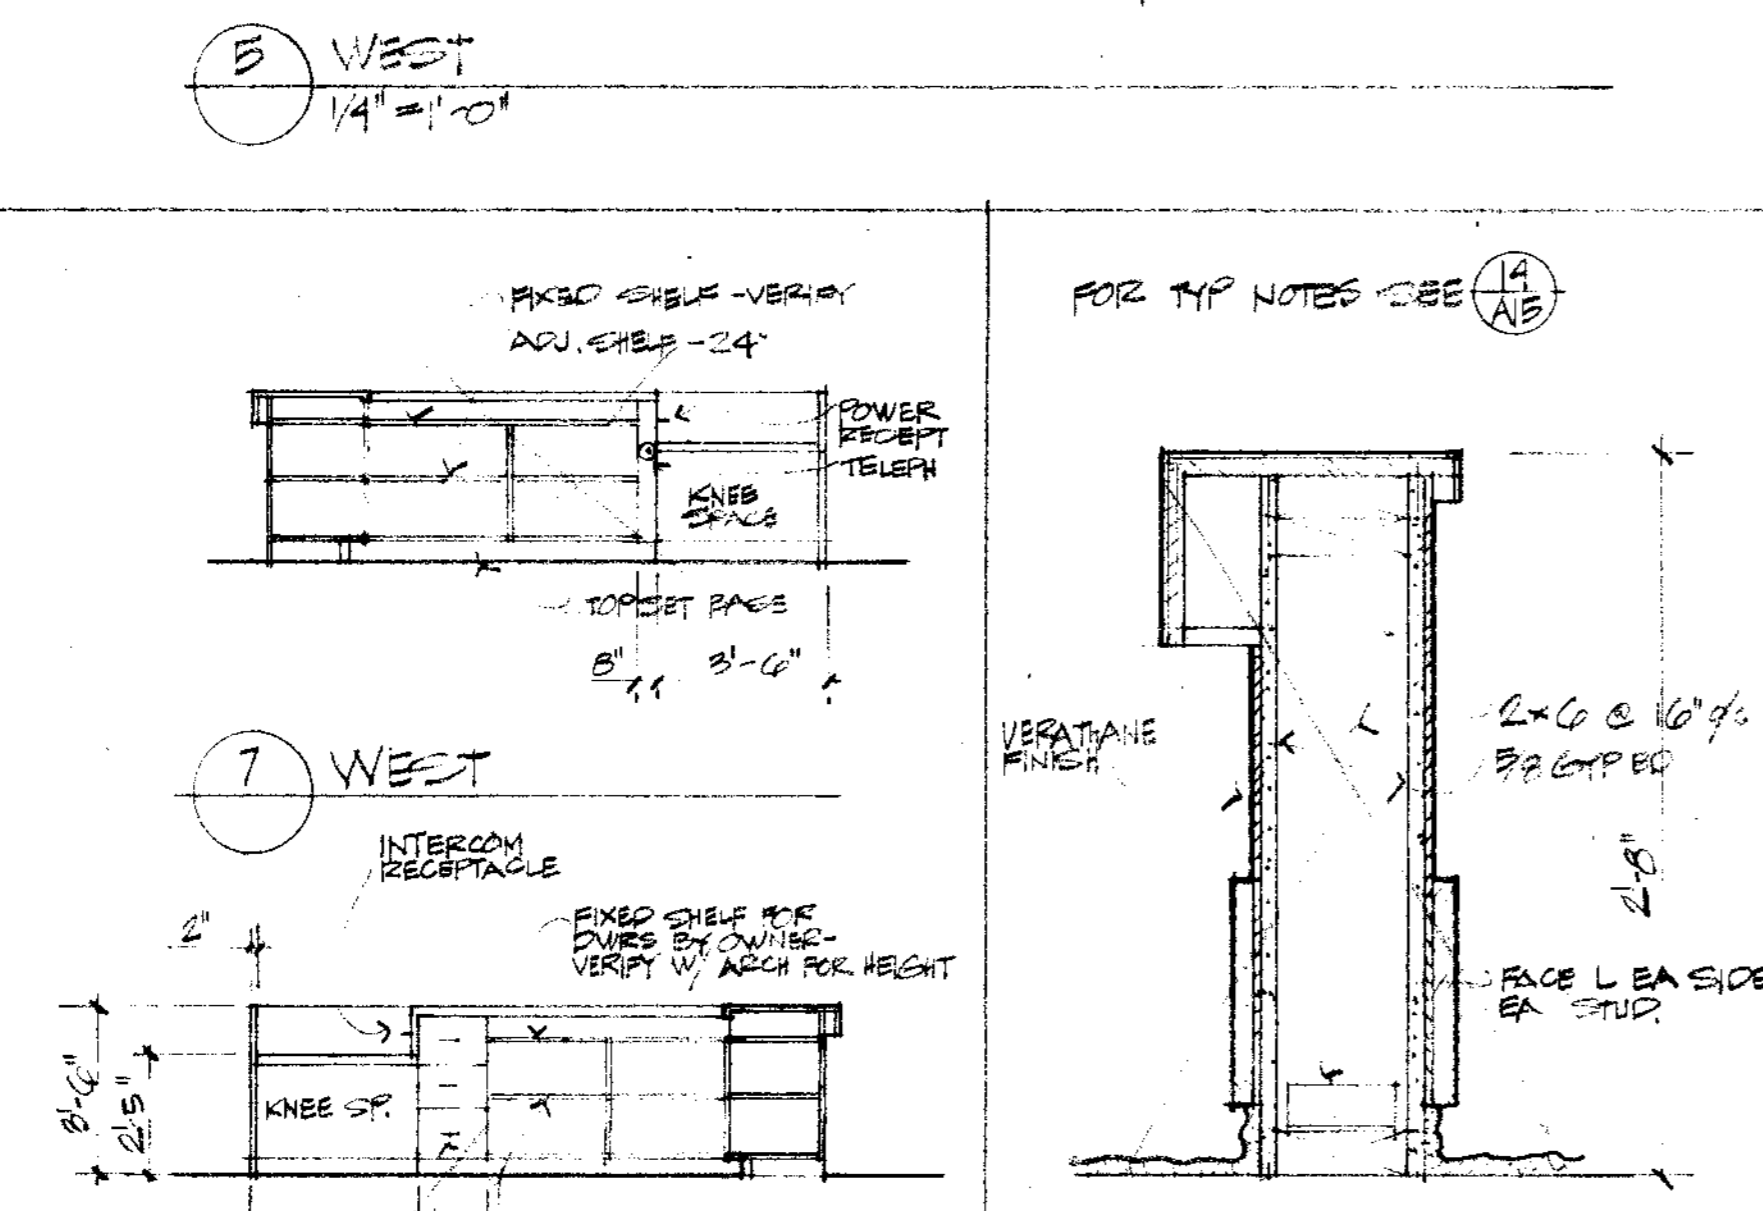 5 WEST
1/4" = 1'-0"
FIXED SHELF - VERIFY
ADJ. SHELF - 24"
POWER
RECEPT
TELEPH
KNEE
SPACE
TOPSET BASE
8" 3'-6"
7 WEST
INTERCOM
RECEPTACLE
2"
FIXED SHELF FOR
DWRS BY OWNER-
VERIFY W/ ARCH FOR HEIGHT
3'-6"
2'-5"
KNEE SP.
FOR TYP NOTES SEE 14
A15
VERATHANE
FINISH
2x6 @ 16" o/c
5/8 GYP BD
2'-8"
FACE L EA SIDE
EA STUD.